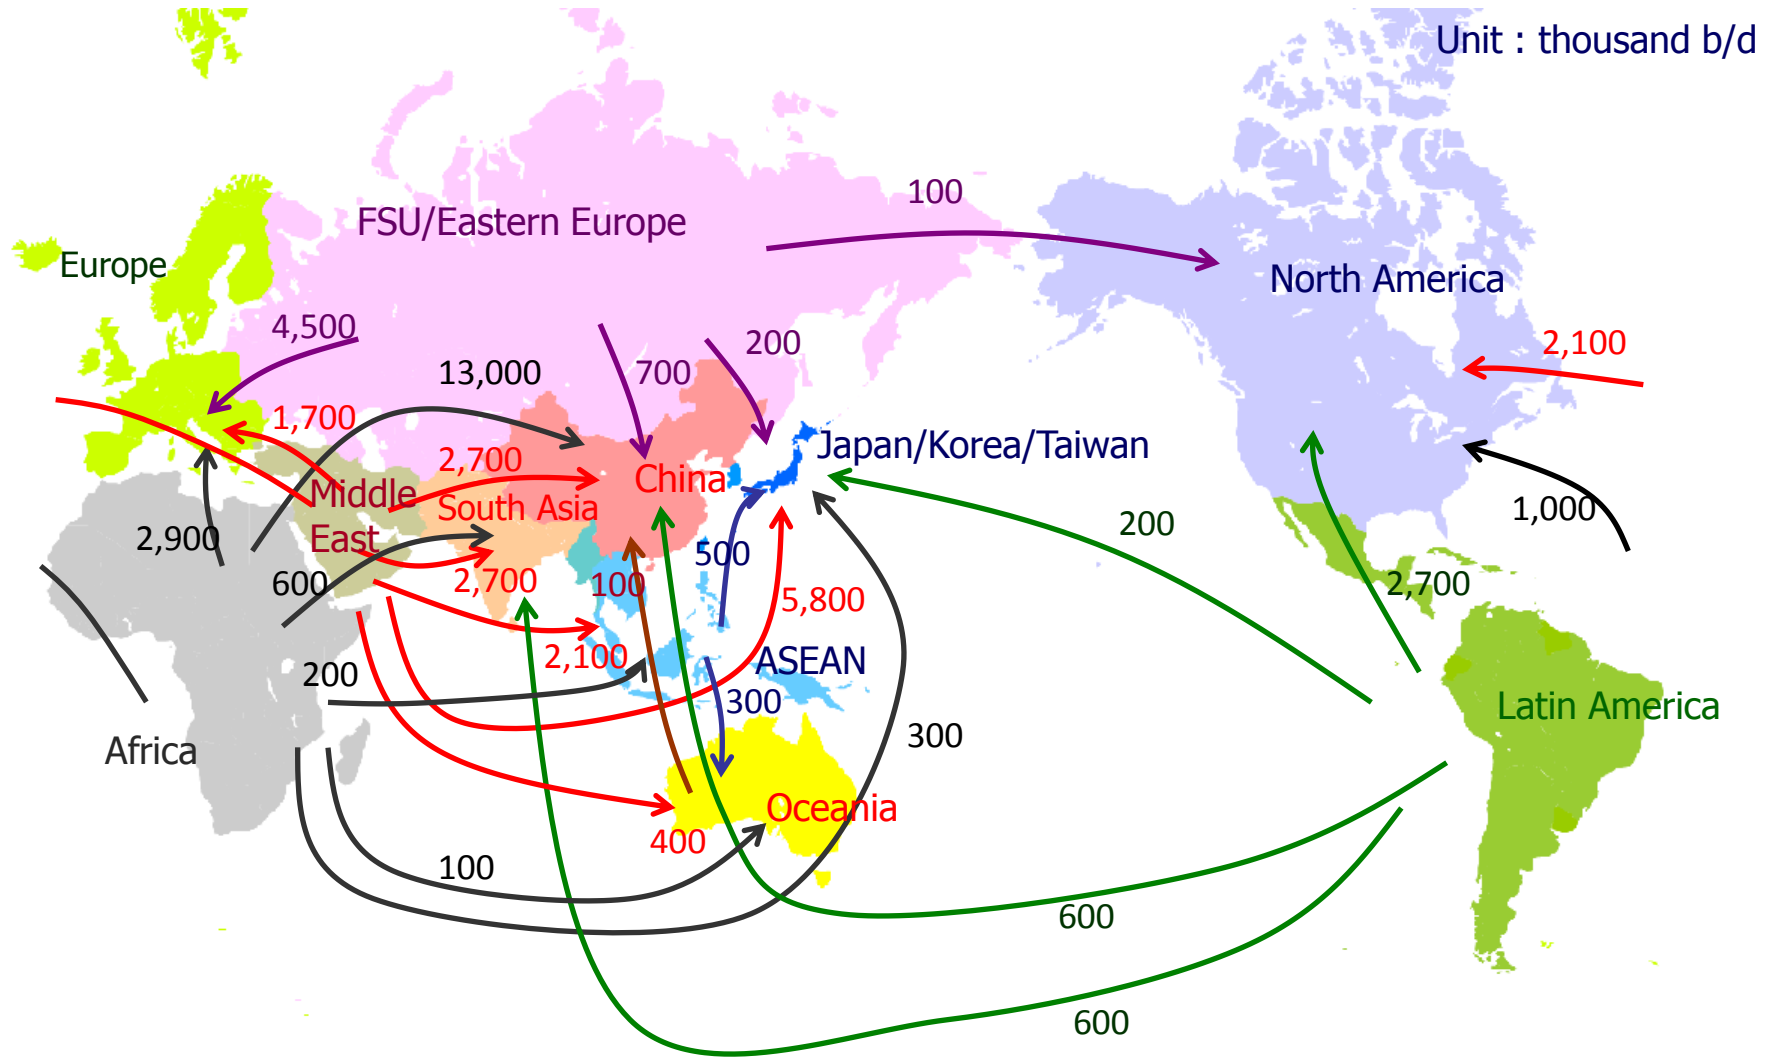 Unit : thousand b/d
100
FSU/Eastern Europe
Europe
North America
4,500
200
2,100
13,000
700
1,700
Japan/Korea/Taiwan
2,700
China
Middle
East
South Asia
1,000
200
2,900
500
600
2,700
100
5,800
2,700
2,100
ASEAN
200
300
Latin America
Africa
300
Oceania
400
100
600
600